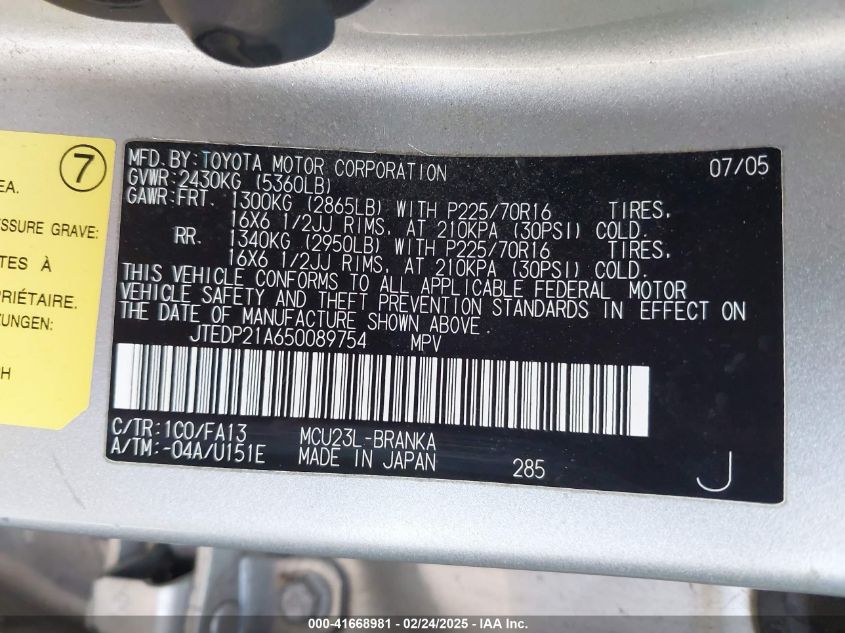 7
EA.
ESSURE GRAVE:
TES À
PRIÉTAIRE.
ZUNGEN:
H
MFD. BY: TOYOTA MOTOR CORPORATION 07/05
GVWR: 2430KG (5360LB)
GAWR: FRT. 1300KG (2865LB) WITH P225/70R16 TIRES,
16X6 1/2JJ RIMS, AT 210KPA (30PSI) COLD.
RR. 1340KG (2950LB) WITH P225/70R16 TIRES,
16X6 1/2JJ RIMS, AT 210KPA (30PSI) COLD.
THIS VEHICLE CONFORMS TO ALL APPLICABLE FEDERAL MOTOR
VEHICLE SAFETY AND THEFT PREVENTION STANDARDS IN EFFECT ON
THE DATE OF MANUFACTURE SHOWN ABOVE.
JTEDP21A650089754 MPV
C/TR: 1C0/FA13 MCU23L-BRANKA
A/TM: -04A/U151E MADE IN JAPAN 285 J
000-41668981 - 02/24/2025 - IAA Inc.